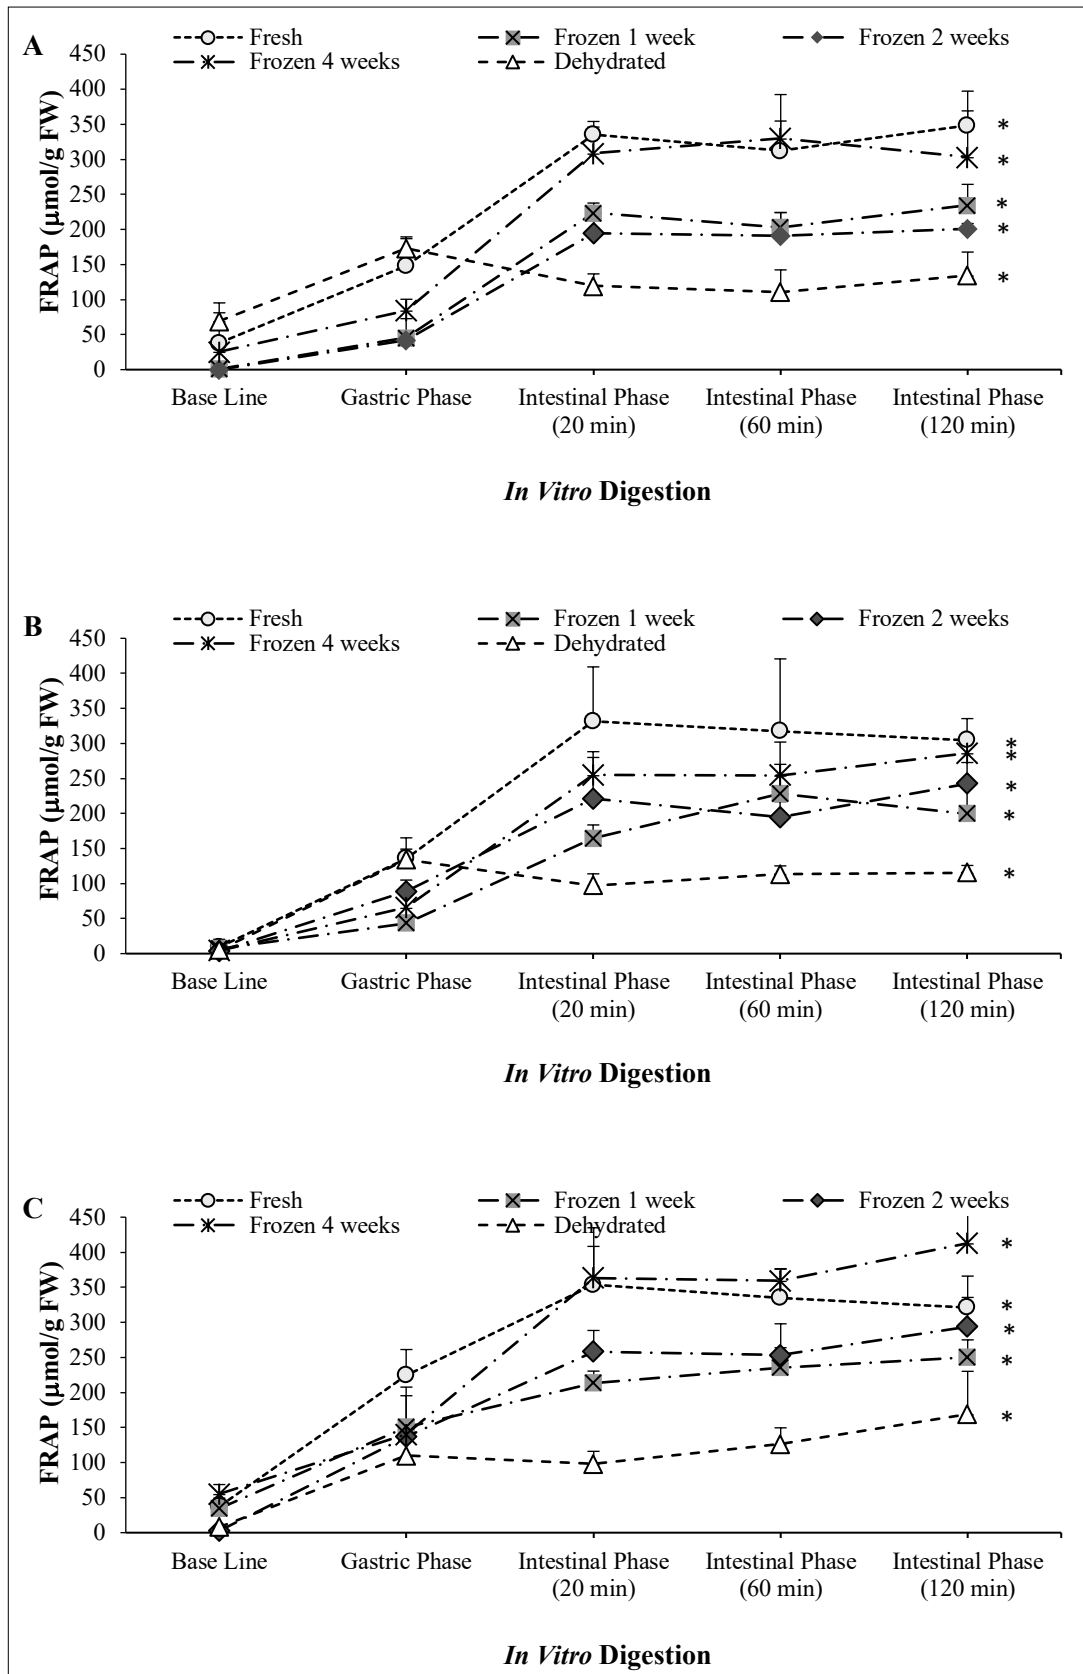 A
Fresh Frozen 1 week Frozen 2 weeks
Frozen 4 weeks Dehydrated
FRAP (µmol/g FW)
450
400
350
300
250
200
150
100
50
0
* 
*
*
*
*
Base Line Gastric Phase Intestinal Phase Intestinal Phase Intestinal Phase
(20 min) (60 min) (120 min)
In Vitro Digestion
B
Fresh Frozen 1 week Frozen 2 weeks
Frozen 4 weeks Dehydrated
FRAP (µmol/g FW)
450
400
350
300
250
200
150
100
50
0
*
*
*
*
*
Base Line Gastric Phase Intestinal Phase Intestinal Phase Intestinal Phase
(20 min) (60 min) (120 min)
In Vitro Digestion
C
Fresh Frozen 1 week Frozen 2 weeks
Frozen 4 weeks Dehydrated
FRAP (µmol/g FW)
450
400
350
300
250
200
150
100
50
0
*
*
*
*
*
Base Line Gastric Phase Intestinal Phase Intestinal Phase Intestinal Phase
(20 min) (60 min) (120 min)
In Vitro Digestion